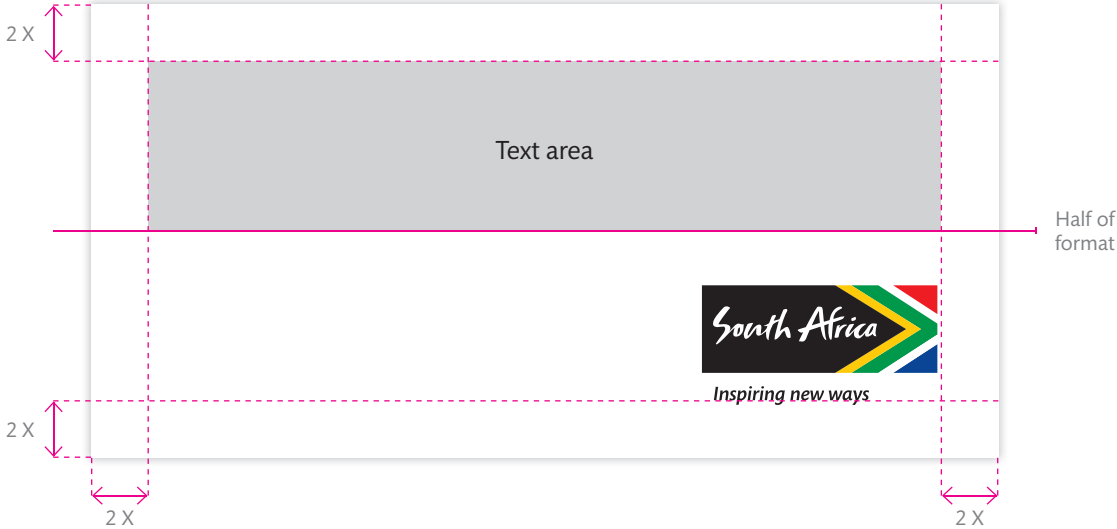 2 X
Text area
Half of
format
South Africa
Inspiring new ways
2 X
2 X
2 X